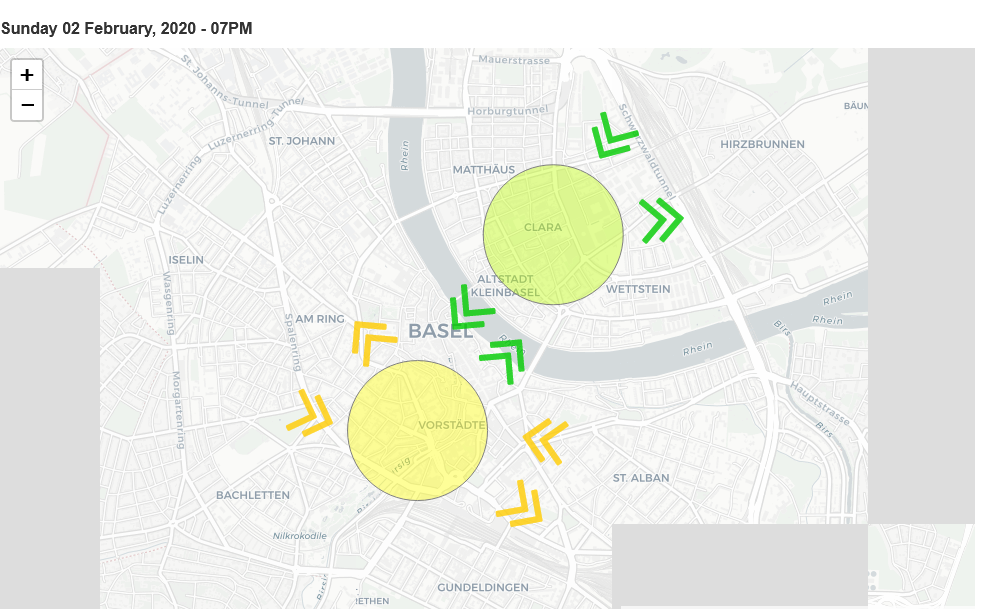 Sunday 02 February, 2020 - 07PM
+
−
Mauerstrasse
St. Johanns-Tunnel
Luzernerring-Tunnel
Horburgtunnel
Schwarzwaldtunnel
ST. JOHANN
Rhein
HIRZBRUNNEN
Luzernerring
MATTHÄUS
CLARA
ISELIN
Wasgenring
ALTSTADT
KLEINBASEL
WETTSTEIN
Rhein
Rhein
AM RING
Spalenring
BASEL
Rhein
Rhein
Birs
Morgartenring
VORSTÄDTE
Hauptstrasse
Birs
BACHLETTEN
ST. ALBAN
Nilkrokodile
GUNDELDINGEN